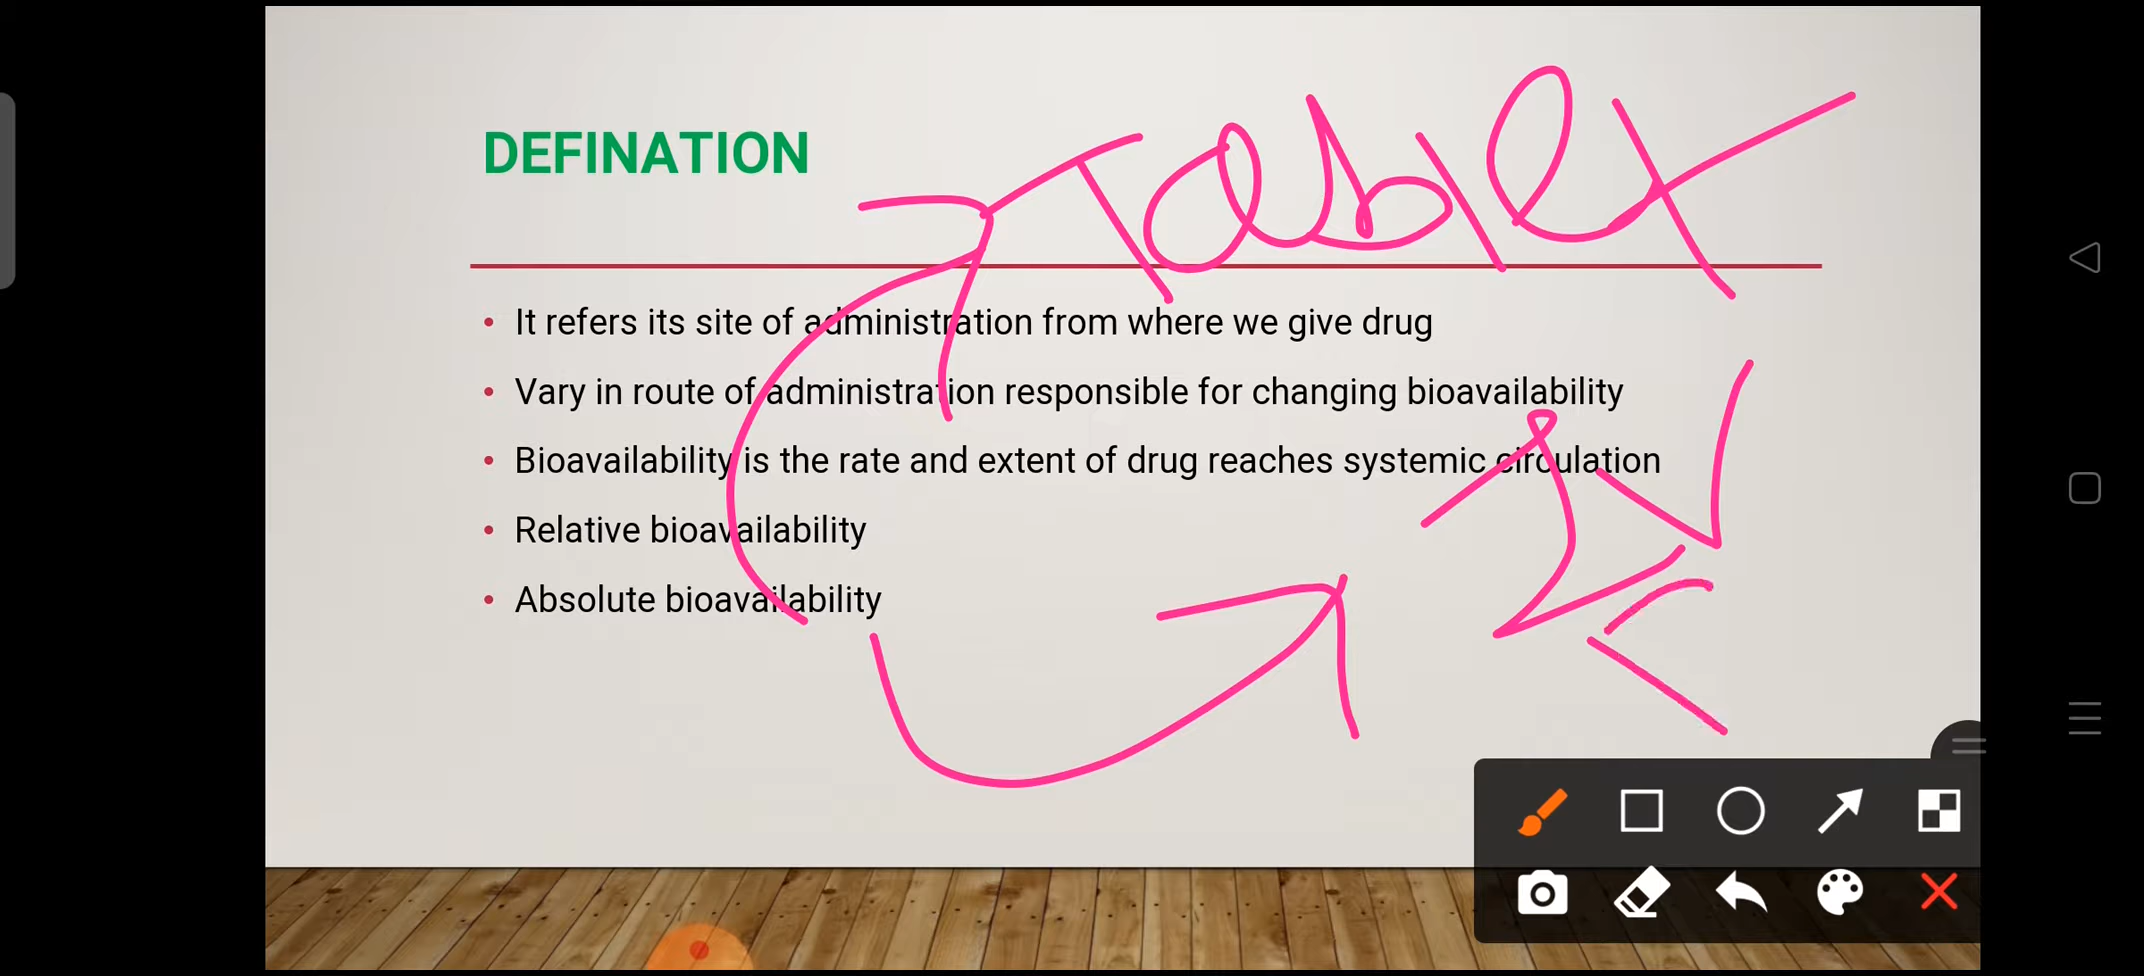 DEFINATION
Tablet
• It refers its site of administration from where we give drug
• Vary in route of administration responsible for changing bioavailability
• Bioavailability is the rate and extent of drug reaches systemic circulation
• Relative bioavailability
• Absolute bioavailability
IV